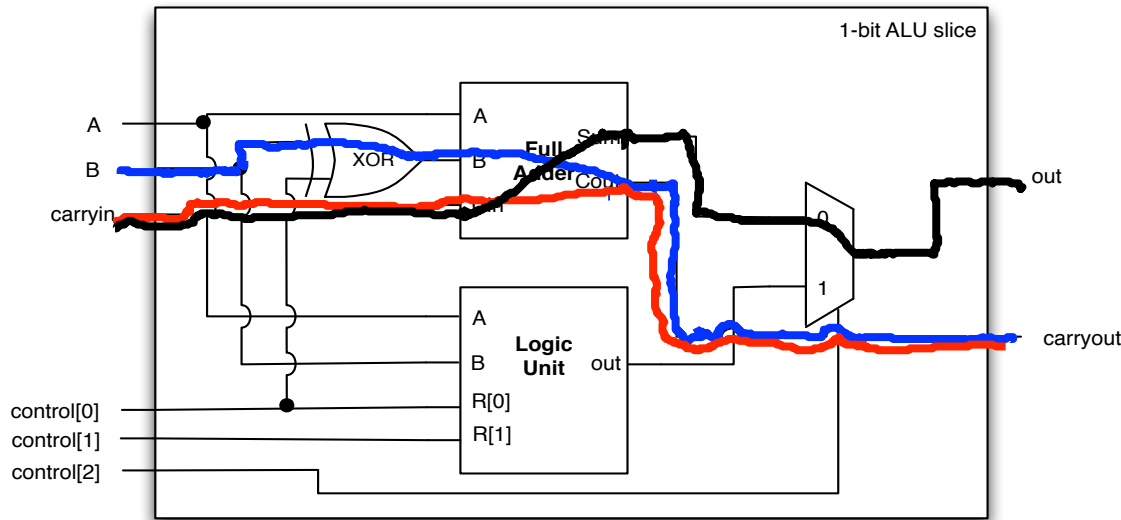 1-bit ALU slice
A
B
carryin
XOR
A
B
Full
Adder
Sum
Cout
0
1
out
carryout
A
B
R[0]
R[1]
Logic
Unit
out
control[0]
control[1]
control[2]